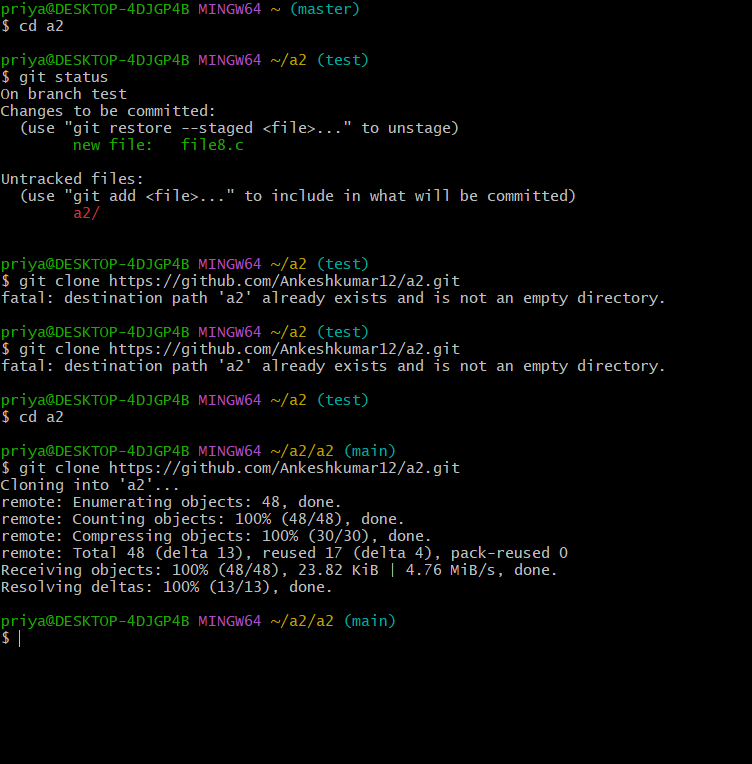 priya@DESKTOP-4DJGP4B MINGW64 ~ (master)
$ cd a2
priya@DESKTOP-4DJGP4B MINGW64 ~/a2 (test)
$ git status
On branch test
Changes to be committed:
  (use "git restore --staged <file>..." to unstage)
        new file:   file8.c
Untracked files:
  (use "git add <file>..." to include in what will be committed)
        a2/
priya@DESKTOP-4DJGP4B MINGW64 ~/a2 (test)
$ git clone https://github.com/Ankeshkumar12/a2.git
fatal: destination path 'a2' already exists and is not an empty directory.
priya@DESKTOP-4DJGP4B MINGW64 ~/a2 (test)
$ git clone https://github.com/Ankeshkumar12/a2.git
fatal: destination path 'a2' already exists and is not an empty directory.
priya@DESKTOP-4DJGP4B MINGW64 ~/a2 (test)
$ cd a2
priya@DESKTOP-4DJGP4B MINGW64 ~/a2/a2 (main)
$ git clone https://github.com/Ankeshkumar12/a2.git
Cloning into 'a2'...
remote: Enumerating objects: 48, done.
remote: Counting objects: 100% (48/48), done.
remote: Compressing objects: 100% (30/30), done.
remote: Total 48 (delta 13), reused 17 (delta 4), pack-reused 0
Receiving objects: 100% (48/48), 23.82 KiB | 4.76 MiB/s, done.
Resolving deltas: 100% (13/13), done.
priya@DESKTOP-4DJGP4B MINGW64 ~/a2/a2 (main)
$